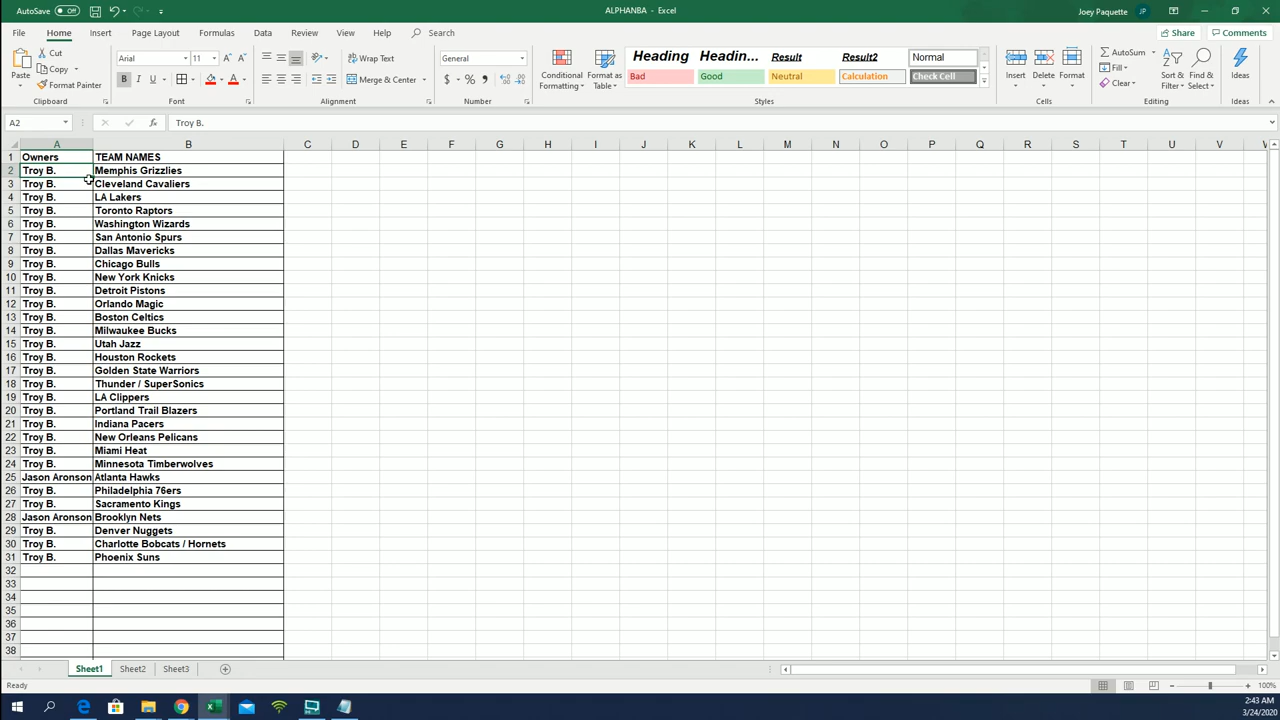 AutoSave Off ALPHANBA - Excel Joey Paquette JP
File Home Insert Page Layout Formulas Data Review View Help Search Share Comments
Paste Cut Copy Format Painter Clipboard
Arial 11 B I U A Font
Wrap Text Merge & Center Alignment
General $ % , Number
Conditional Formatting Format as Table
Heading Headin... Result Result2 Normal
Bad Good Neutral Calculation Check Cell
Styles
Insert Delete Format Cells
AutoSum Fill Clear Sort & Filter Find & Select Editing
Ideas Ideas
A2 fx Troy B.
A B C D E F G H I J K L M N O P Q R S T U V W
1 Owners TEAM NAMES
2 Troy B. Memphis Grizzlies
3 Troy B. Cleveland Cavaliers
4 Troy B. LA Lakers
5 Troy B. Toronto Raptors
6 Troy B. Washington Wizards
7 Troy B. San Antonio Spurs
8 Troy B. Dallas Mavericks
9 Troy B. Chicago Bulls
10 Troy B. New York Knicks
11 Troy B. Detroit Pistons
12 Troy B. Orlando Magic
13 Troy B. Boston Celtics
14 Troy B. Milwaukee Bucks
15 Troy B. Utah Jazz
16 Troy B. Houston Rockets
17 Troy B. Golden State Warriors
18 Troy B. Thunder / SuperSonics
19 Troy B. LA Clippers
20 Troy B. Portland Trail Blazers
21 Troy B. Indiana Pacers
22 Troy B. New Orleans Pelicans
23 Troy B. Miami Heat
24 Troy B. Minnesota Timberwolves
25 Jason Aronson Atlanta Hawks
26 Troy B. Philadelphia 76ers
27 Troy B. Sacramento Kings
28 Jason Aronson Brooklyn Nets
29 Troy B. Denver Nuggets
30 Troy B. Charlotte Bobcats / Hornets
31 Troy B. Phoenix Suns
32
33
34
35
36
37
38
Sheet1 Sheet2 Sheet3
Ready 100%
2:43 AM
3/24/2020